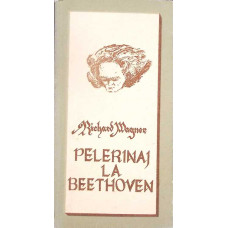 Richard Wagner
PELERINAJ
LA
BEETHOVEN